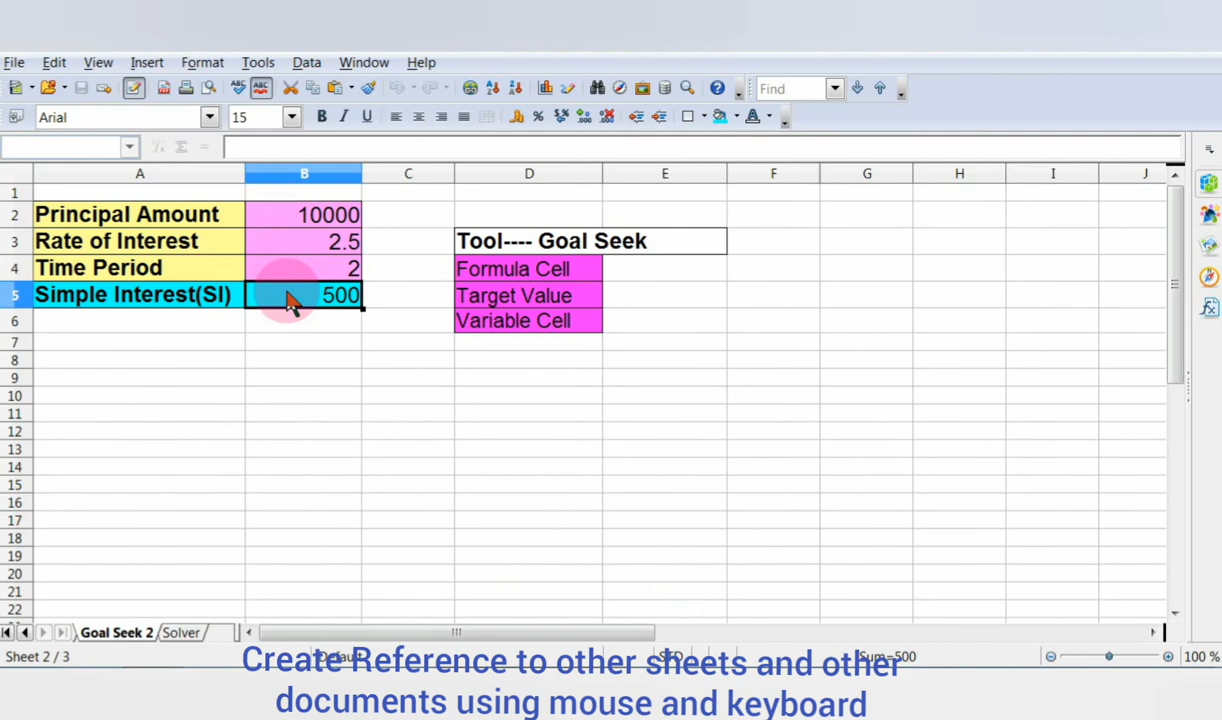 File Edit View Insert Format Tools Data Window Help
Find
Arial 15
A B C D E F G H I J
1
2 Principal Amount 10000
3 Rate of Interest 2.5 Tool---- Goal Seek
4 Time Period 2 Formula Cell
5 Simple Interest(SI) 500 Target Value
6 Variable Cell
7
8
9
10
11
12
13
14
15
16
17
18
19
20
21
22
Goal Seek 2 Solver
Sheet 2 / 3 Default STD Sum=500 100 %
Create Reference to other sheets and other
documents using mouse and keyboard